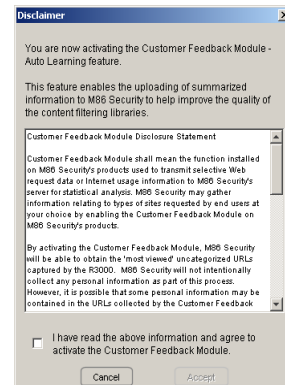 Disclaimer
You are now activating the Customer Feedback Module -
Auto Learning feature.
This feature enables the uploading of summarized
information to M86 Security to help improve the quality of
the content filtering libraries.
Customer Feedback Module Disclosure Statement
Customer Feedback Module shall mean the function installed
on M86 Security's products used to transmit selective Web
request data or Internet usage information to M86 Security's
server for statistical analysis. M86 Security may gather
information relating to types of sites requested by end users at
your choice by enabling the Customer Feedback Module on
M86 Security's products.
By activating the Customer Feedback Module, M86 Security
will be able to obtain the 'most viewed' uncategorized URLs
captured by the R3000. M86 Security will not intentionally
collect any personal information as part of this process.
However, it is possible that some personal information may be
contained in the URLs collected by the Customer Feedback
I have read the above information and agree to
activate the Customer Feedback Module.
Cancel Accept